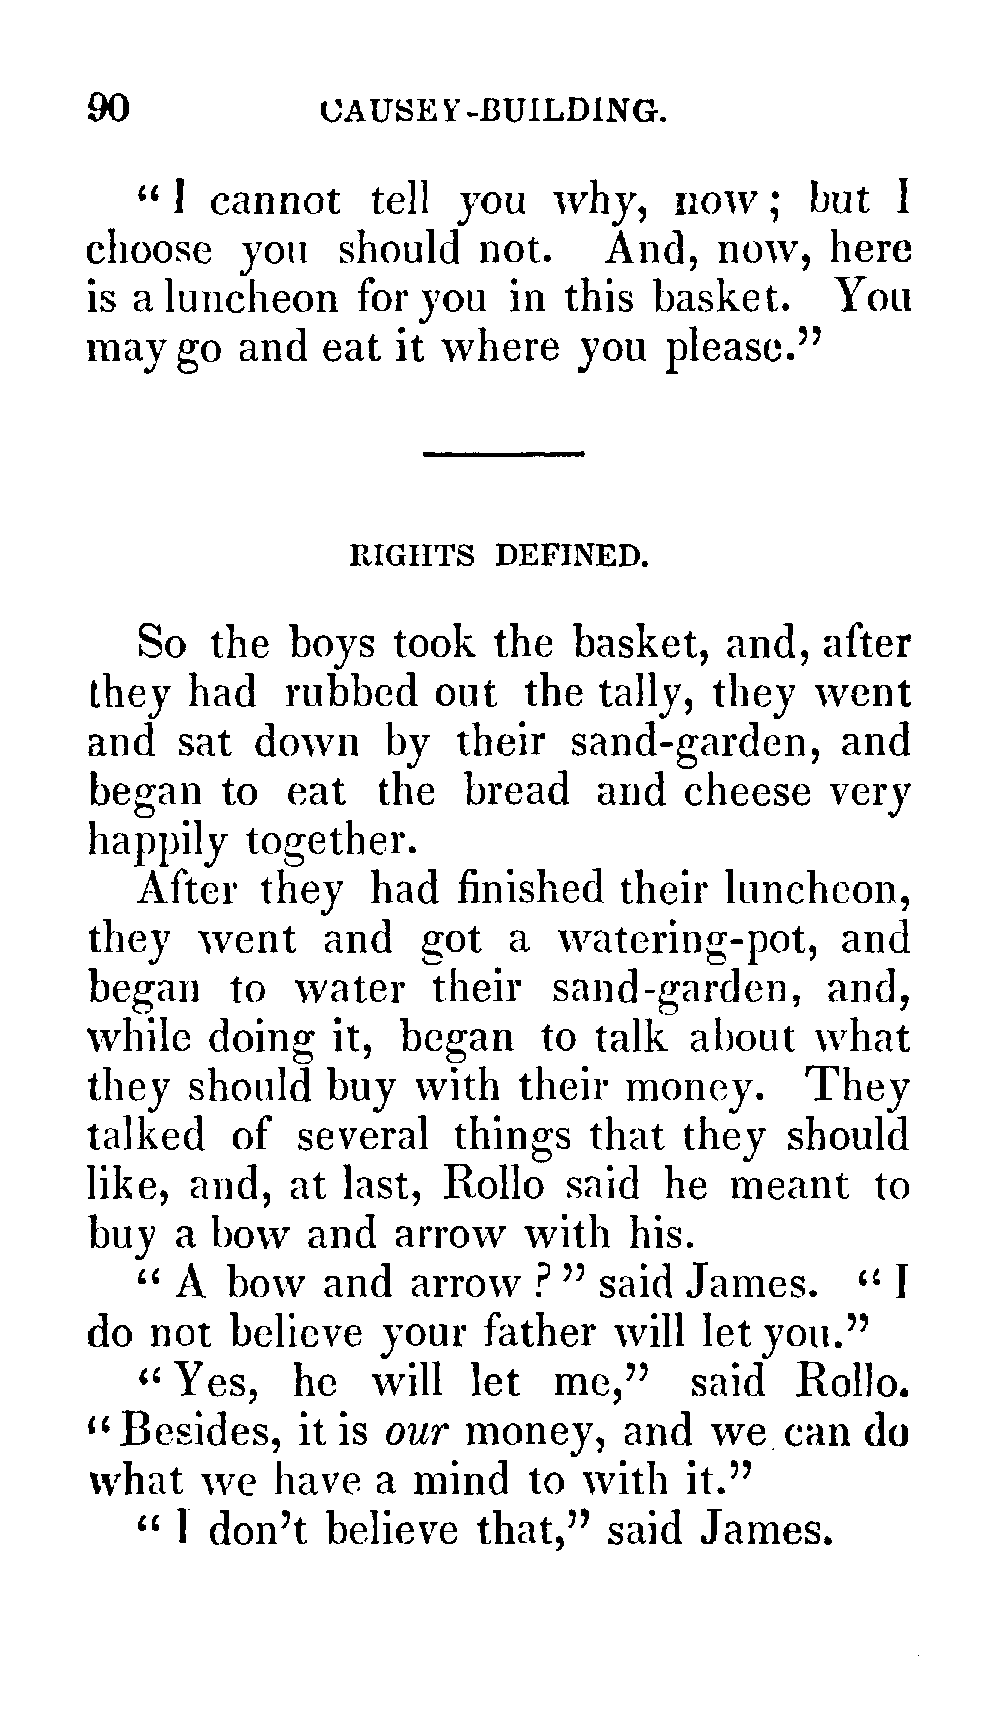 90 CAUSEY-BUILDING.
“ I cannot tell you why, now ; but I
choose you should not. And, now, here
is a luncheon for you in this basket. You
may go and eat it where you please.”
RIGHTS DEFINED.
So the boys took the basket, and, after
they had rubbed out the tally, they went
and sat down by their sand-garden, and
began to eat the bread and cheese very
happily together.
After they had finished their luncheon,
they went and got a watering-pot, and
began to water their sand-garden, and,
while doing it, began to talk about what
they should buy with their money. They
talked of several things that they should
like, and, at last, Rollo said he meant to
buy a bow and arrow with his.
“ A bow and arrow ? ” said James. “ I
do not believe your father will let you.”
“ Yes, he will let me,” said Rollo.
“ Besides, it is our money, and we can do
what we have a mind to with it.”
“ I don’t believe that,” said James.